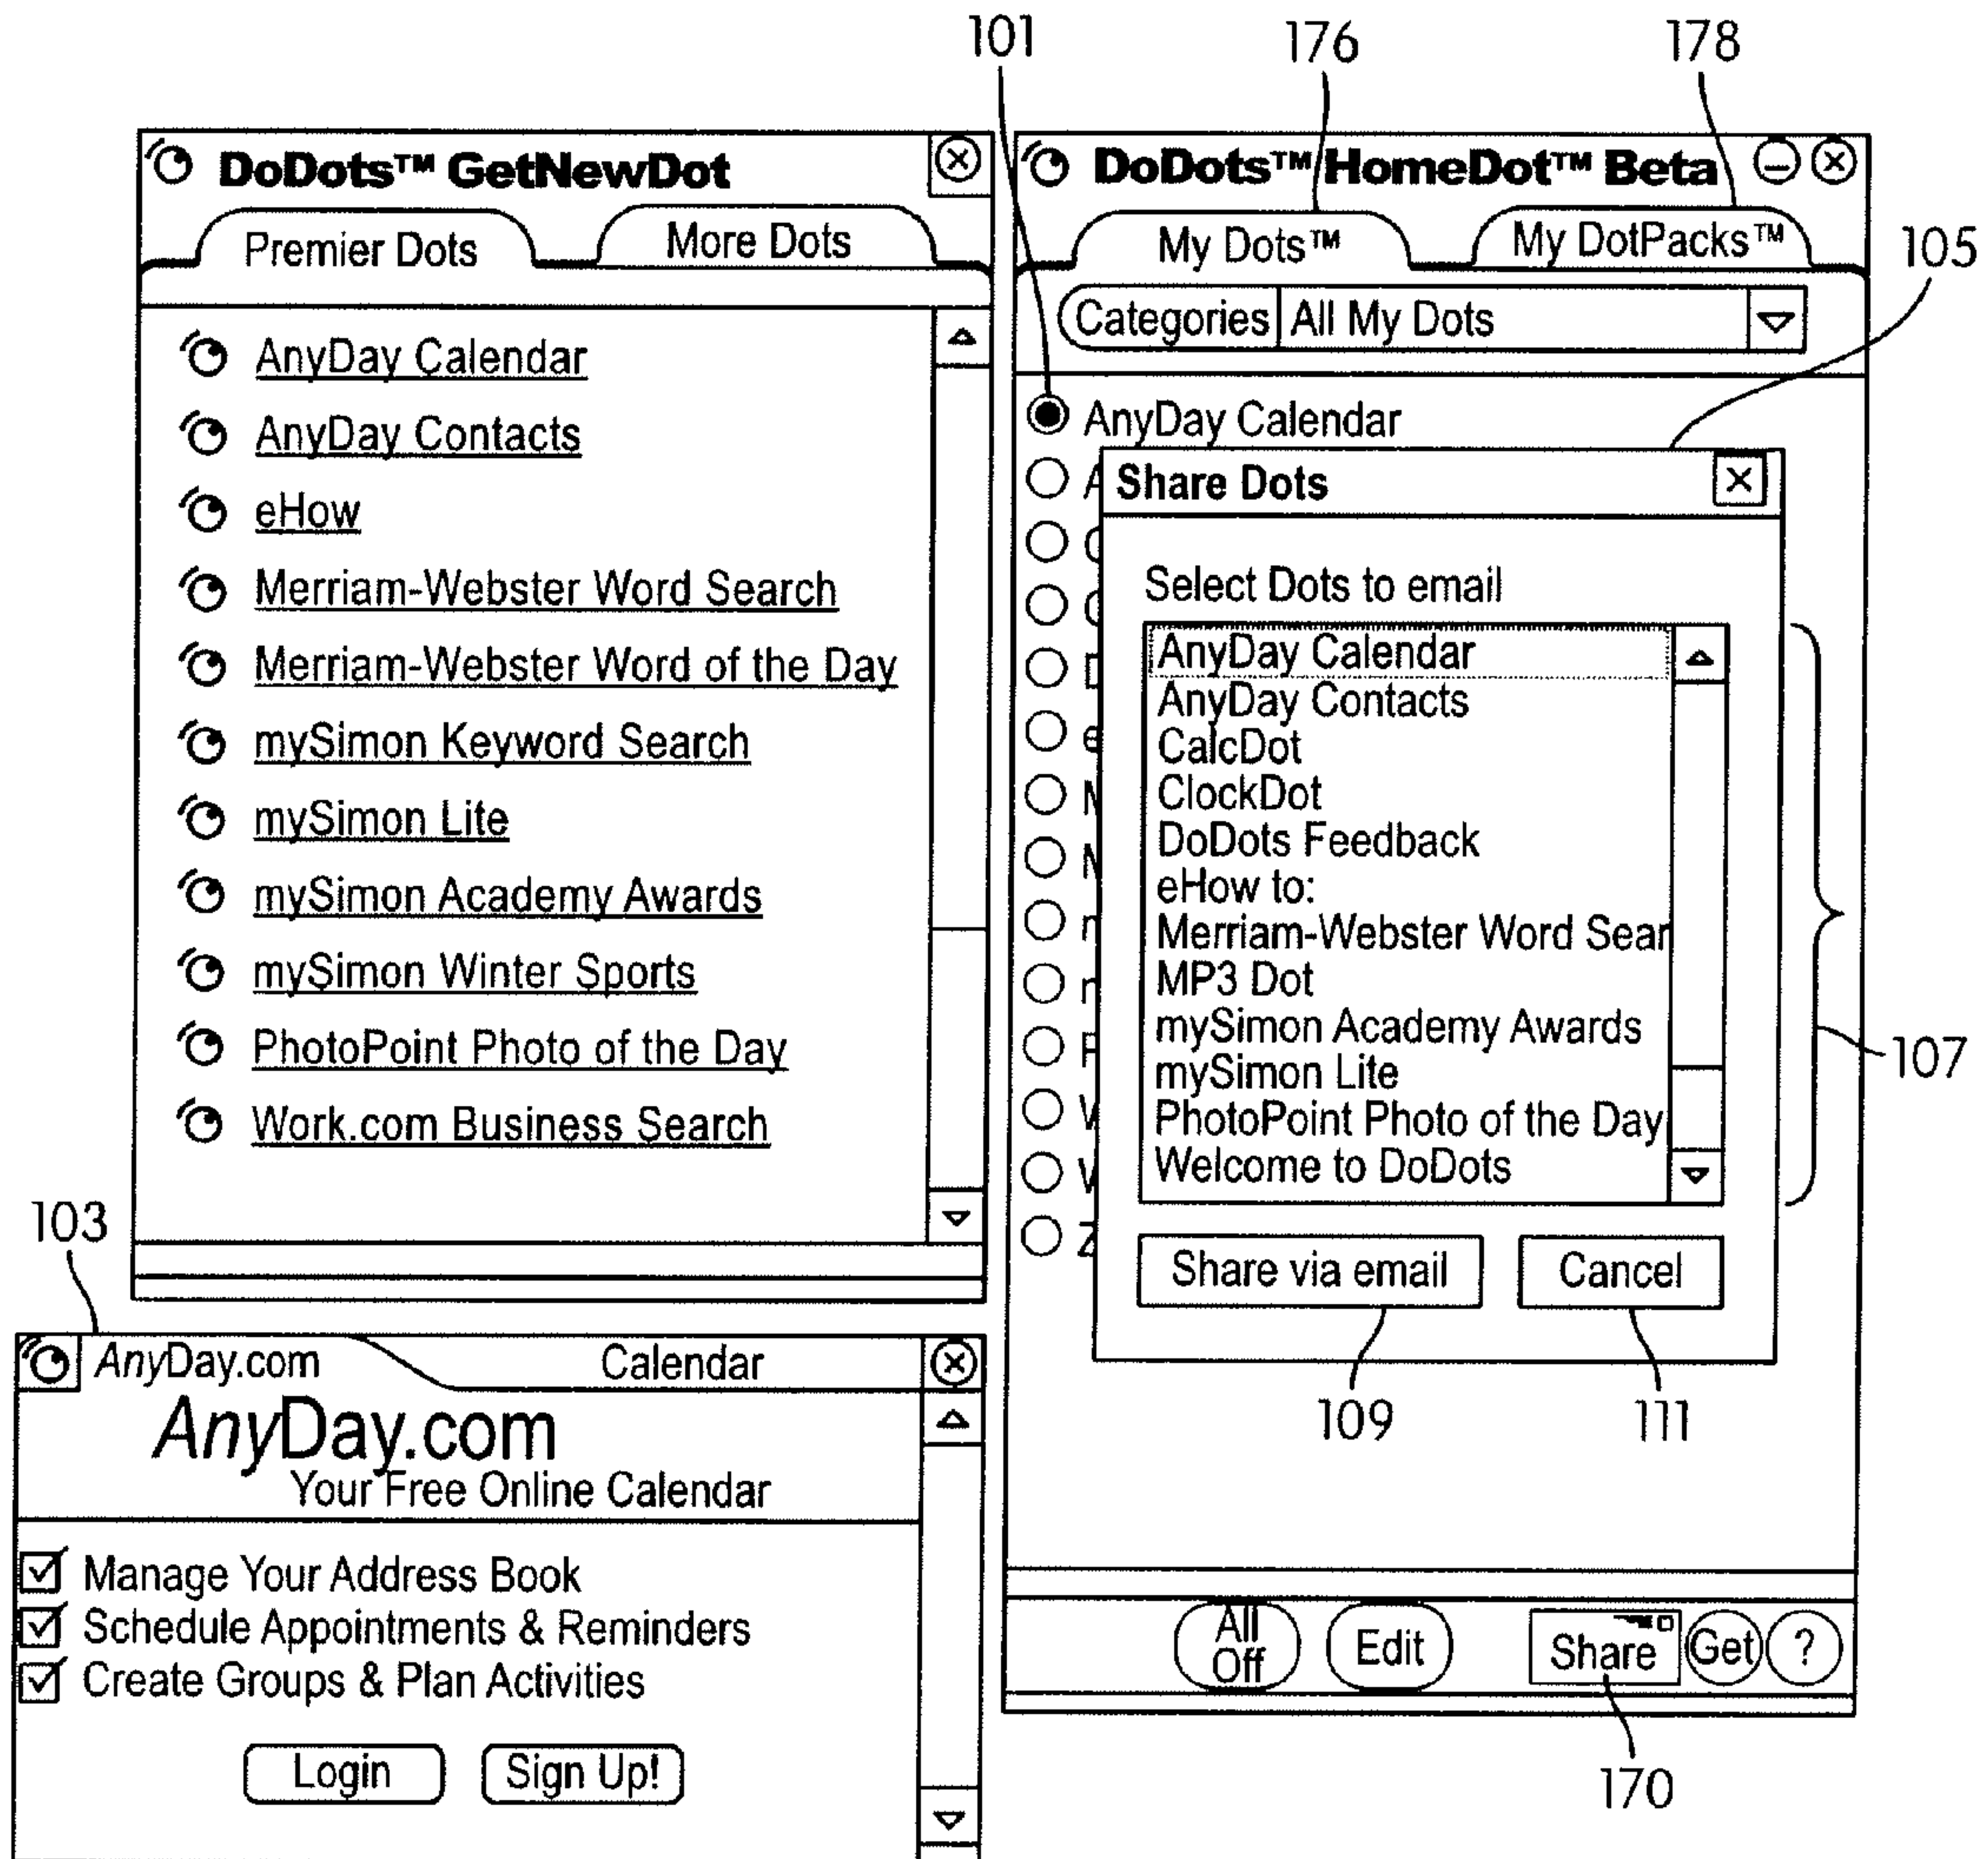 101
176
178
DoDots™ GetNewDot
Premier Dots
More Dots
AnyDay Calendar
AnyDay Contacts
eHow
Merriam-Webster Word Search
Merriam-Webster Word of the Day
mySimon Keyword Search
mySimon Lite
mySimon Academy Awards
mySimon Winter Sports
PhotoPoint Photo of the Day
Work.com Business Search
DoDots™ HomeDot™ Beta
My Dots™
My DotPacks™
105
Categories
All My Dots
AnyDay Calendar
Share Dots
Select Dots to email
AnyDay Calendar
AnyDay Contacts
CalcDot
ClockDot
DoDots Feedback
eHow to:
Merriam-Webster Word Sear
MP3 Dot
mySimon Academy Awards
mySimon Lite
PhotoPoint Photo of the Day
Welcome to DoDots
107
Share via email
Cancel
109
111
All Off
Edit
Share
Get
?
170
103
AnyDay.com
Calendar
AnyDay.com
Your Free Online Calendar
Manage Your Address Book
Schedule Appointments & Reminders
Create Groups & Plan Activities
Login
Sign Up!